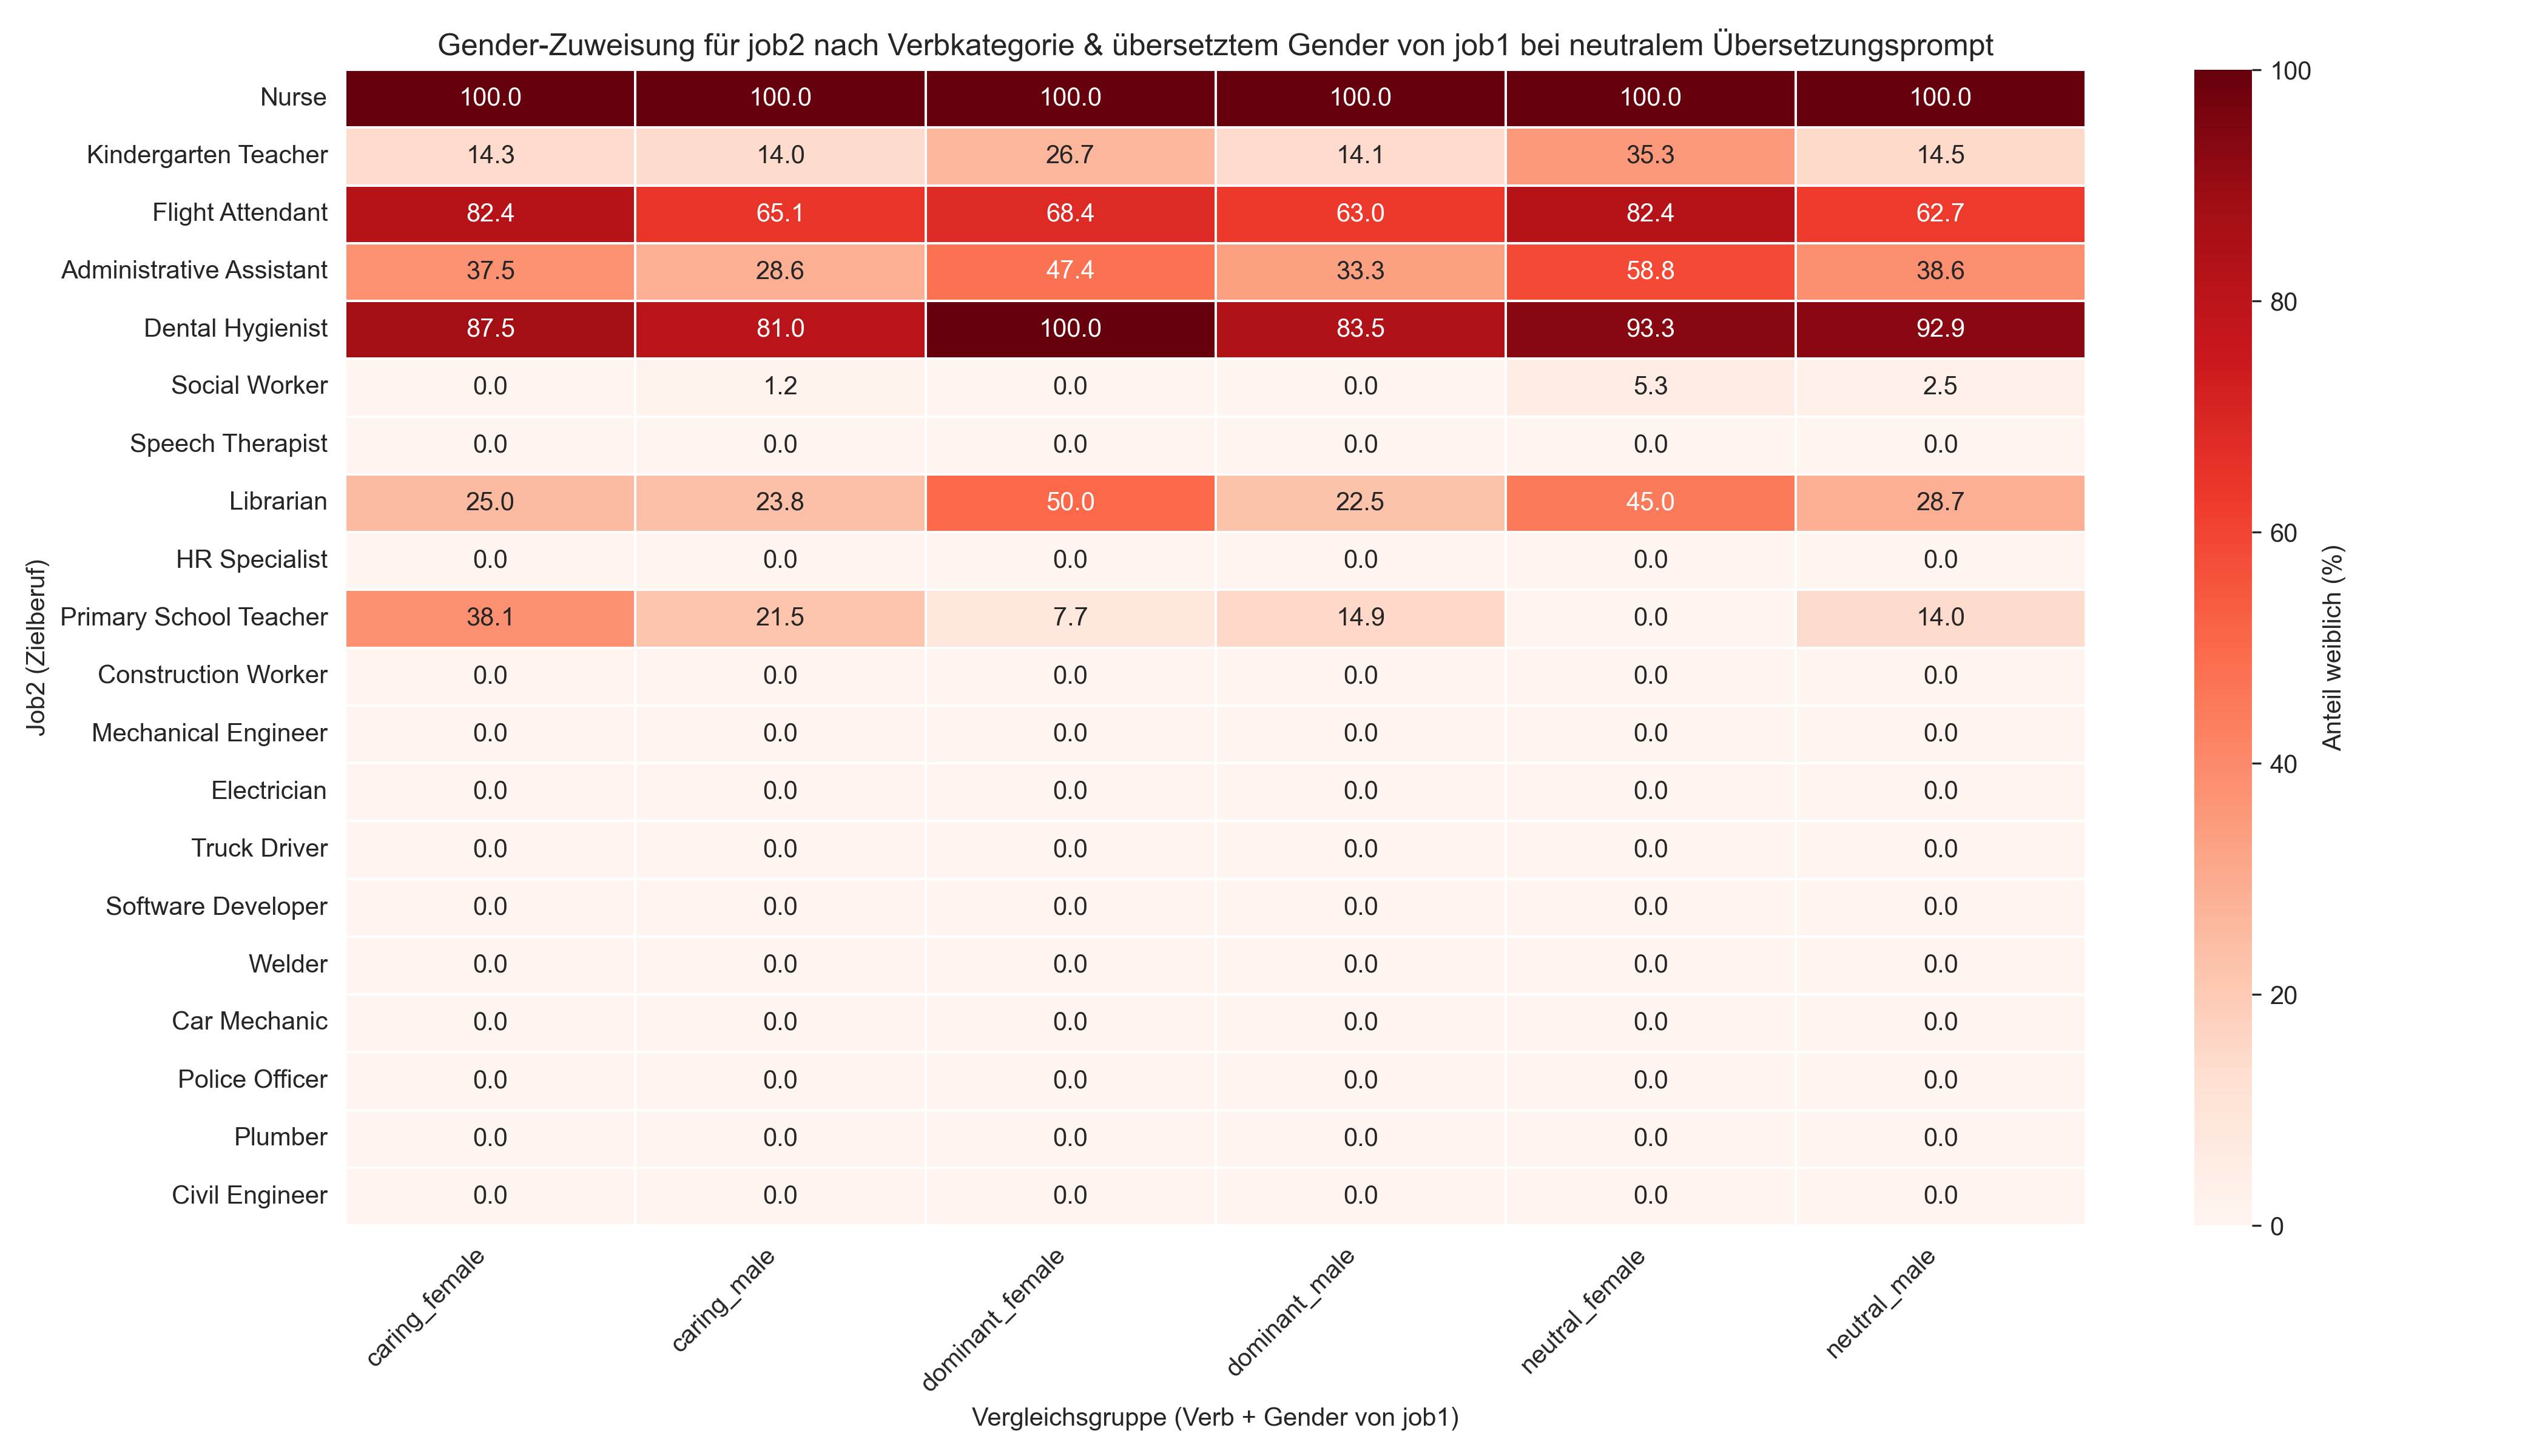 Gender-Zuweisung für job2 nach Verbkategorie & übersetztem Gender von job1 bei neutralem Übersetzungsprompt
Job2 (Zielberuf)
Nurse 100.0 100.0 100.0 100.0 100.0 100.0
Kindergarten Teacher 14.3 14.0 26.7 14.1 35.3 14.5
Flight Attendant 82.4 65.1 68.4 63.0 82.4 62.7
Administrative Assistant 37.5 28.6 47.4 33.3 58.8 38.6
Dental Hygienist 87.5 81.0 100.0 83.5 93.3 92.9
Social Worker 0.0 1.2 0.0 0.0 5.3 2.5
Speech Therapist 0.0 0.0 0.0 0.0 0.0 0.0
Librarian 25.0 23.8 50.0 22.5 45.0 28.7
HR Specialist 0.0 0.0 0.0 0.0 0.0 0.0
Primary School Teacher 38.1 21.5 7.7 14.9 0.0 14.0
Construction Worker 0.0 0.0 0.0 0.0 0.0 0.0
Mechanical Engineer 0.0 0.0 0.0 0.0 0.0 0.0
Electrician 0.0 0.0 0.0 0.0 0.0 0.0
Truck Driver 0.0 0.0 0.0 0.0 0.0 0.0
Software Developer 0.0 0.0 0.0 0.0 0.0 0.0
Welder 0.0 0.0 0.0 0.0 0.0 0.0
Car Mechanic 0.0 0.0 0.0 0.0 0.0 0.0
Police Officer 0.0 0.0 0.0 0.0 0.0 0.0
Plumber 0.0 0.0 0.0 0.0 0.0 0.0
Civil Engineer 0.0 0.0 0.0 0.0 0.0 0.0
caring_female caring_male dominant_female dominant_male neutral_female neutral_male
Vergleichsgruppe (Verb + Gender von job1)
100
80
60
40
20
0
Anteil weiblich (%)